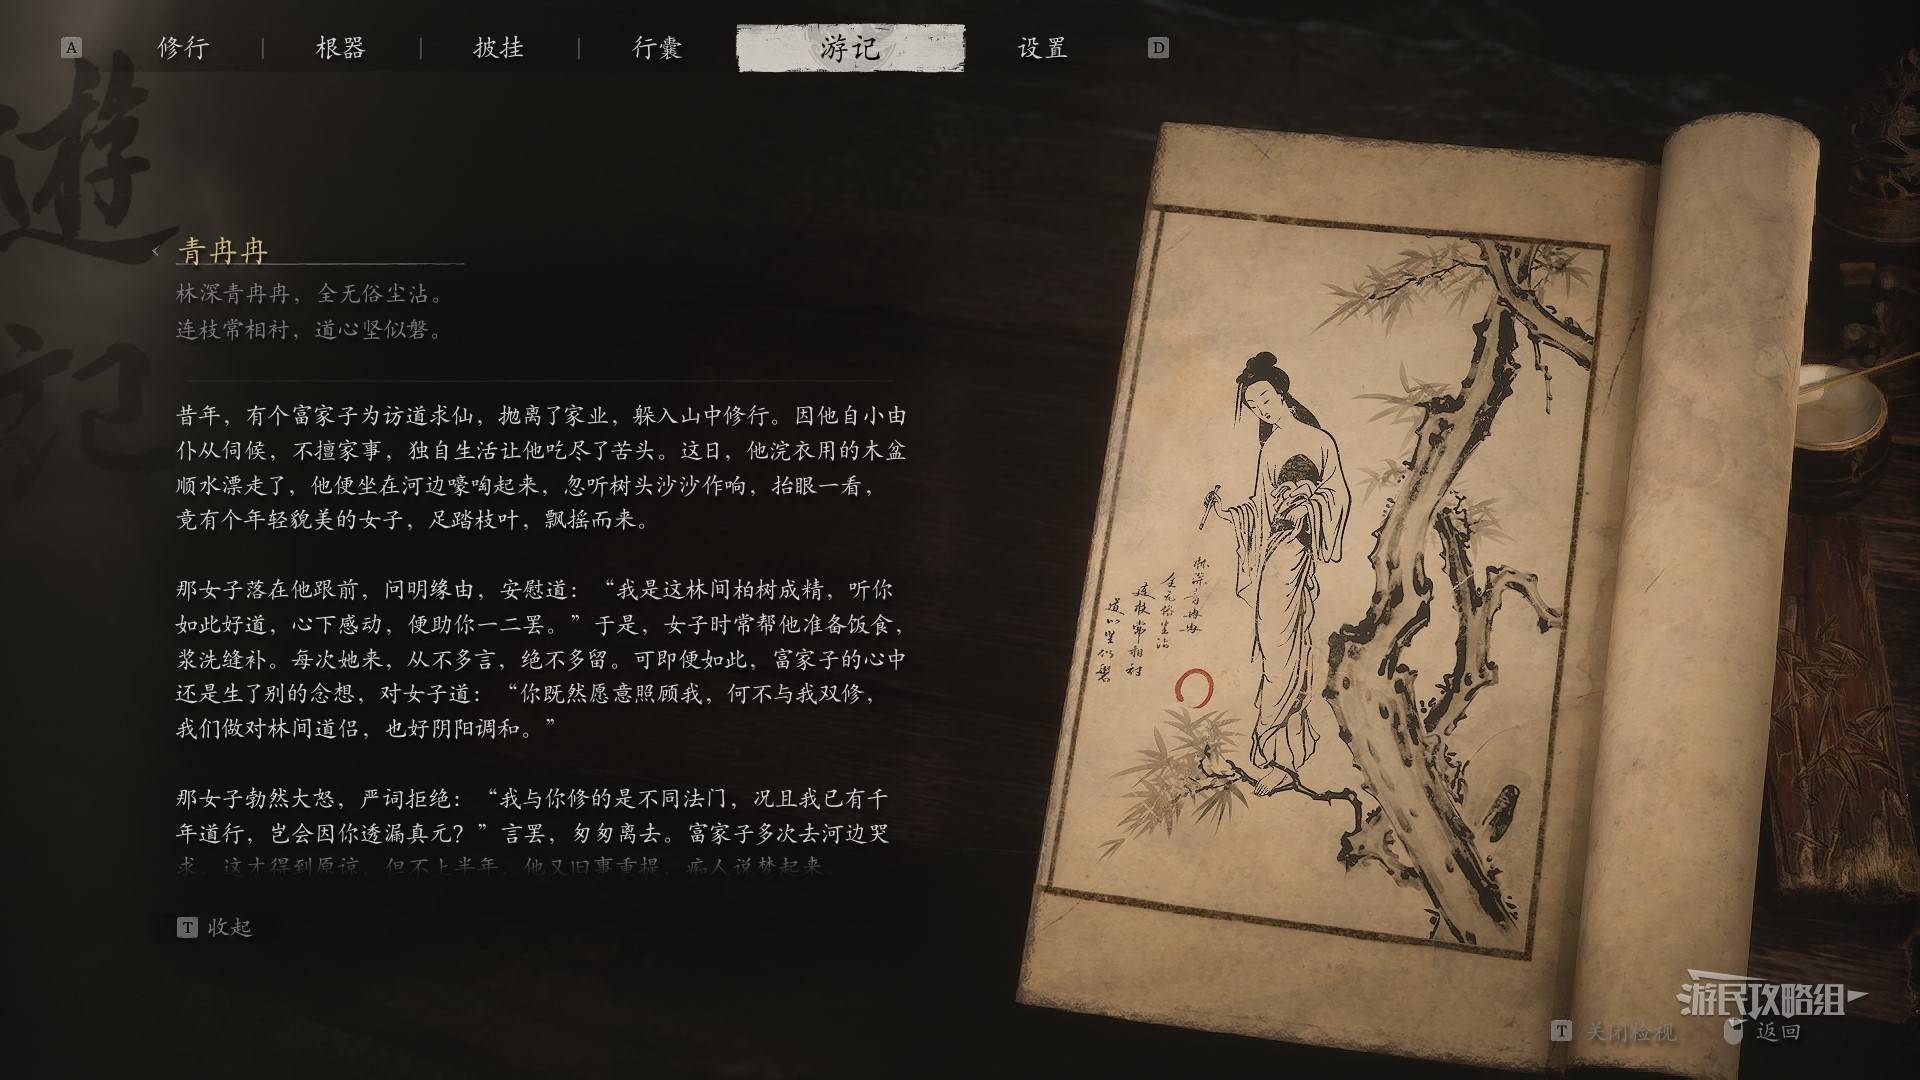 A
修行
根器
披挂
行囊
游记
设置
D
遊
記
青冉冉
林深青冉冉，全无俗尘沾。
连枝常相衬，道心坚似磐。
昔年，有个富家子为访道求仙，抛离了家业，躲入山中修行。因他自小由
仆从伺候，不擅家事，独自生活让他吃尽了苦头。这日，他浣衣用的木盆
顺水漂走了，他便坐在河边嚎啕起来，忽听树头沙沙作响，抬眼一看，
竟有个年轻貌美的女子，足踏枝叶，飘摇而来。
那女子落在他跟前，问明缘由，安慰道：“我是这林间柏树成精，听你
如此好道，心下感动，便助你一二罢。”于是，女子时常帮他准备饭食，
浆洗缝补。每次她来，从不多言，绝不多留。可即便如此，富家子的心中
还是生了别的念想，对女子道：“你既然愿意照顾我，何不与我双修，
我们做对林间道侣，也好阴阳调和。”
那女子勃然大怒，严词拒绝：“我与你修的是不同法门，况且我已有千
年道行，岂会因你透漏真元？”言罢，匆匆离去。富家子多次去河边哭
求，这才得到原谅。但不上半年，他又旧事重提，痴人说梦起来。
T 收起
林深青冉冉
全无俗尘沾
连枝常相衬
道心坚似磐
游民攻略组
T 关闭检视
返回